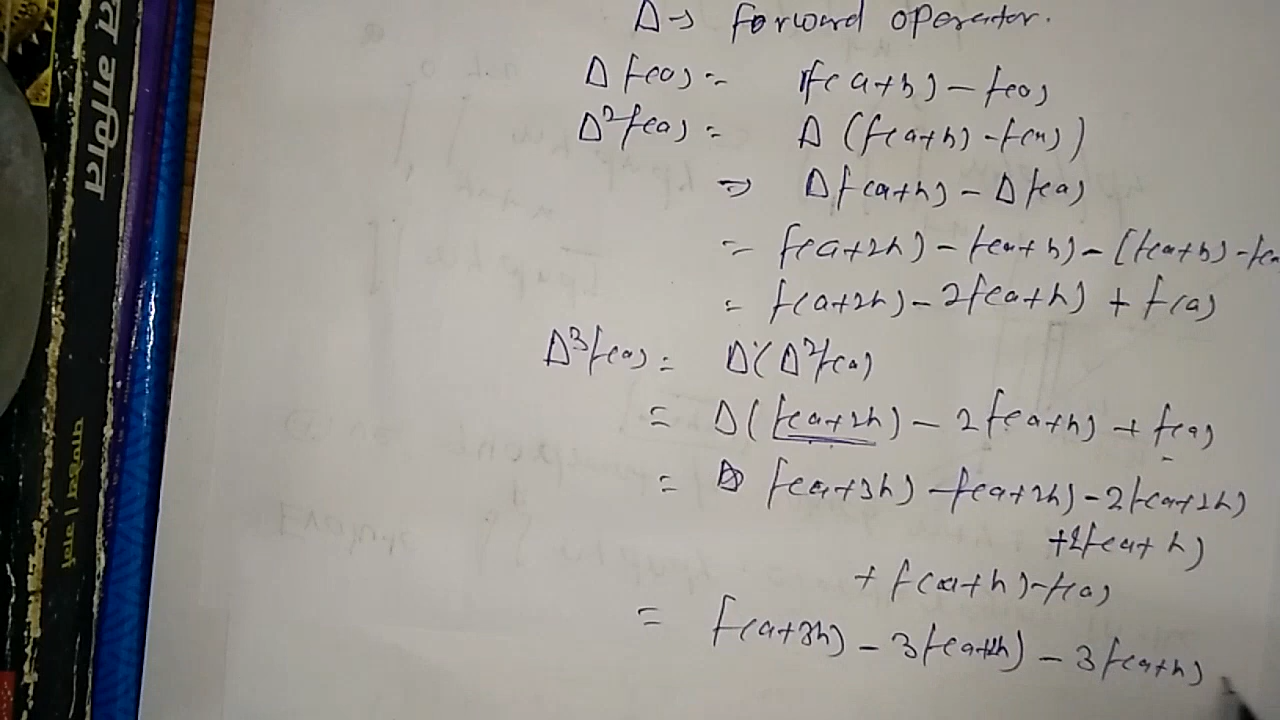 Δ → forward operator.
Δ f(a) = f(a+h) - f(a)
Δ²f(a) = Δ (f(a+h) - f(a))
⇒ Δf(a+h) - Δf(a)
= f(a+2h) - f(a+h) - [f(a+h) - f(a
= f(a+2h) - 2f(a+h) + f(a)
Δ³f(a) = Δ(Δ²f(a)
= Δ(f(a+2h) - 2f(a+h) + f(a)
= f(a+3h) - f(a+2h) - 2f(a+2h)
+2f(a+h)
+ f(a+h) - f(a)
= f(a+3h) - 3f(a+2h) - 3f(a+h)